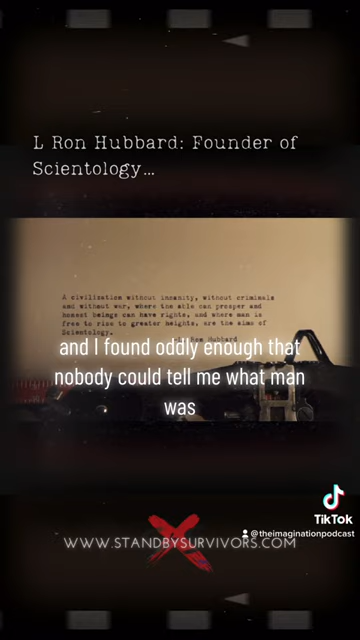 L Ron Hubbard: Founder of
Scientology...
A civilization without insanity, without criminals
and without war, where the able can prosper and
honest beings can have rights, and where man is
free to rise to greater heights, are the aims of
Scientology.
Ron Hubbard
and I found oddly enough that
nobody could tell me what man
was
TikTok
@theimaginationpodcast
WWW.STANDBYSURVIVORS.COM